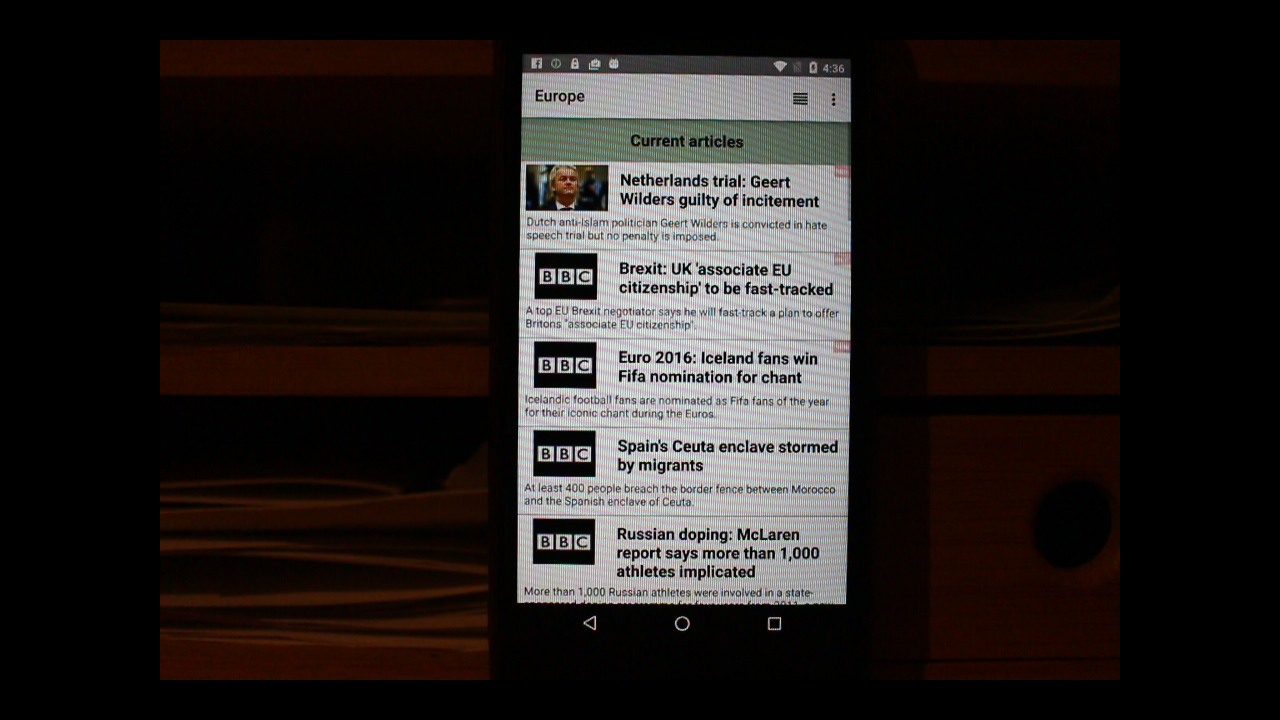 4:36
Europe
Current articles
Netherlands trial: Geert
Wilders guilty of incitement
Dutch anti-Islam politician Geert Wilders is convicted in hate
speech trial but no penalty is imposed.
BBC
Brexit: UK 'associate EU
citizenship' to be fast-tracked
A top EU Brexit negotiator says he will fast-track a plan to offer
Britons "associate EU citizenship".
BBC
Euro 2016: Iceland fans win
Fifa nomination for chant
Icelandic football fans are nominated as Fifa fans of the year
for their iconic chant during the Euros.
BBC
Spain's Ceuta enclave stormed
by migrants
At least 400 people breach the border fence between Morocco
and the Spanish enclave of Ceuta.
BBC
Russian doping: McLaren
report says more than 1,000
athletes implicated
More than 1,000 Russian athletes were involved in a state-